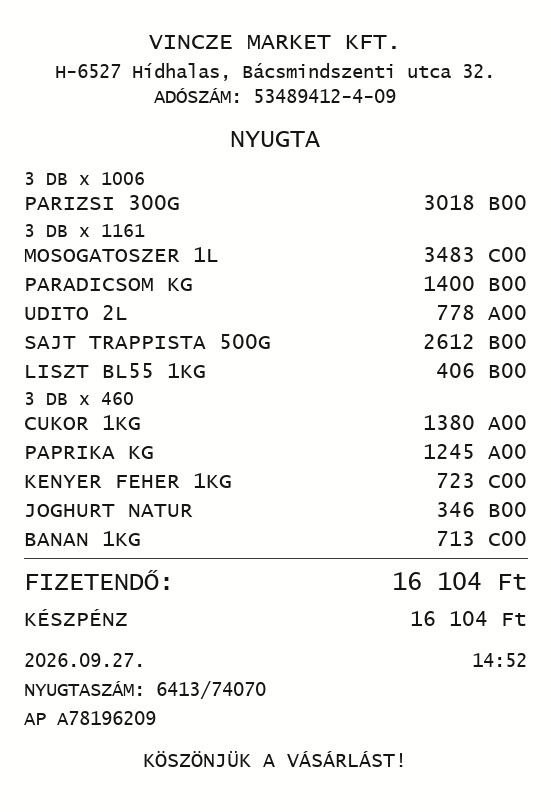 VINCZE MARKET KFT.
H-6527 Hídhalas, Bácsmindszenti utca 32.
ADÓSZÁM: 53489412-4-09
NYUGTA
3 DB x 1006
PARIZSI 300G 3018 B00
3 DB x 1161
MOSOGATOSZER 1L 3483 C00
PARADICSOM KG 1400 B00
UDITO 2L 778 A00
SAJT TRAPPISTA 500G 2612 B00
LISZT BL55 1KG 406 B00
3 DB x 460
CUKOR 1KG 1380 A00
PAPRIKA KG 1245 A00
KENYER FEHER 1KG 723 C00
JOGHURT NATUR 346 B00
BANAN 1KG 713 C00
FIZETENDŐ: 16 104 Ft
KÉSZPÉNZ 16 104 Ft
2026.09.27. 14:52
NYUGTASZÁM: 6413/74070
AP A78196209
KÖSZÖNJÜK A VÁSÁRLÁST!